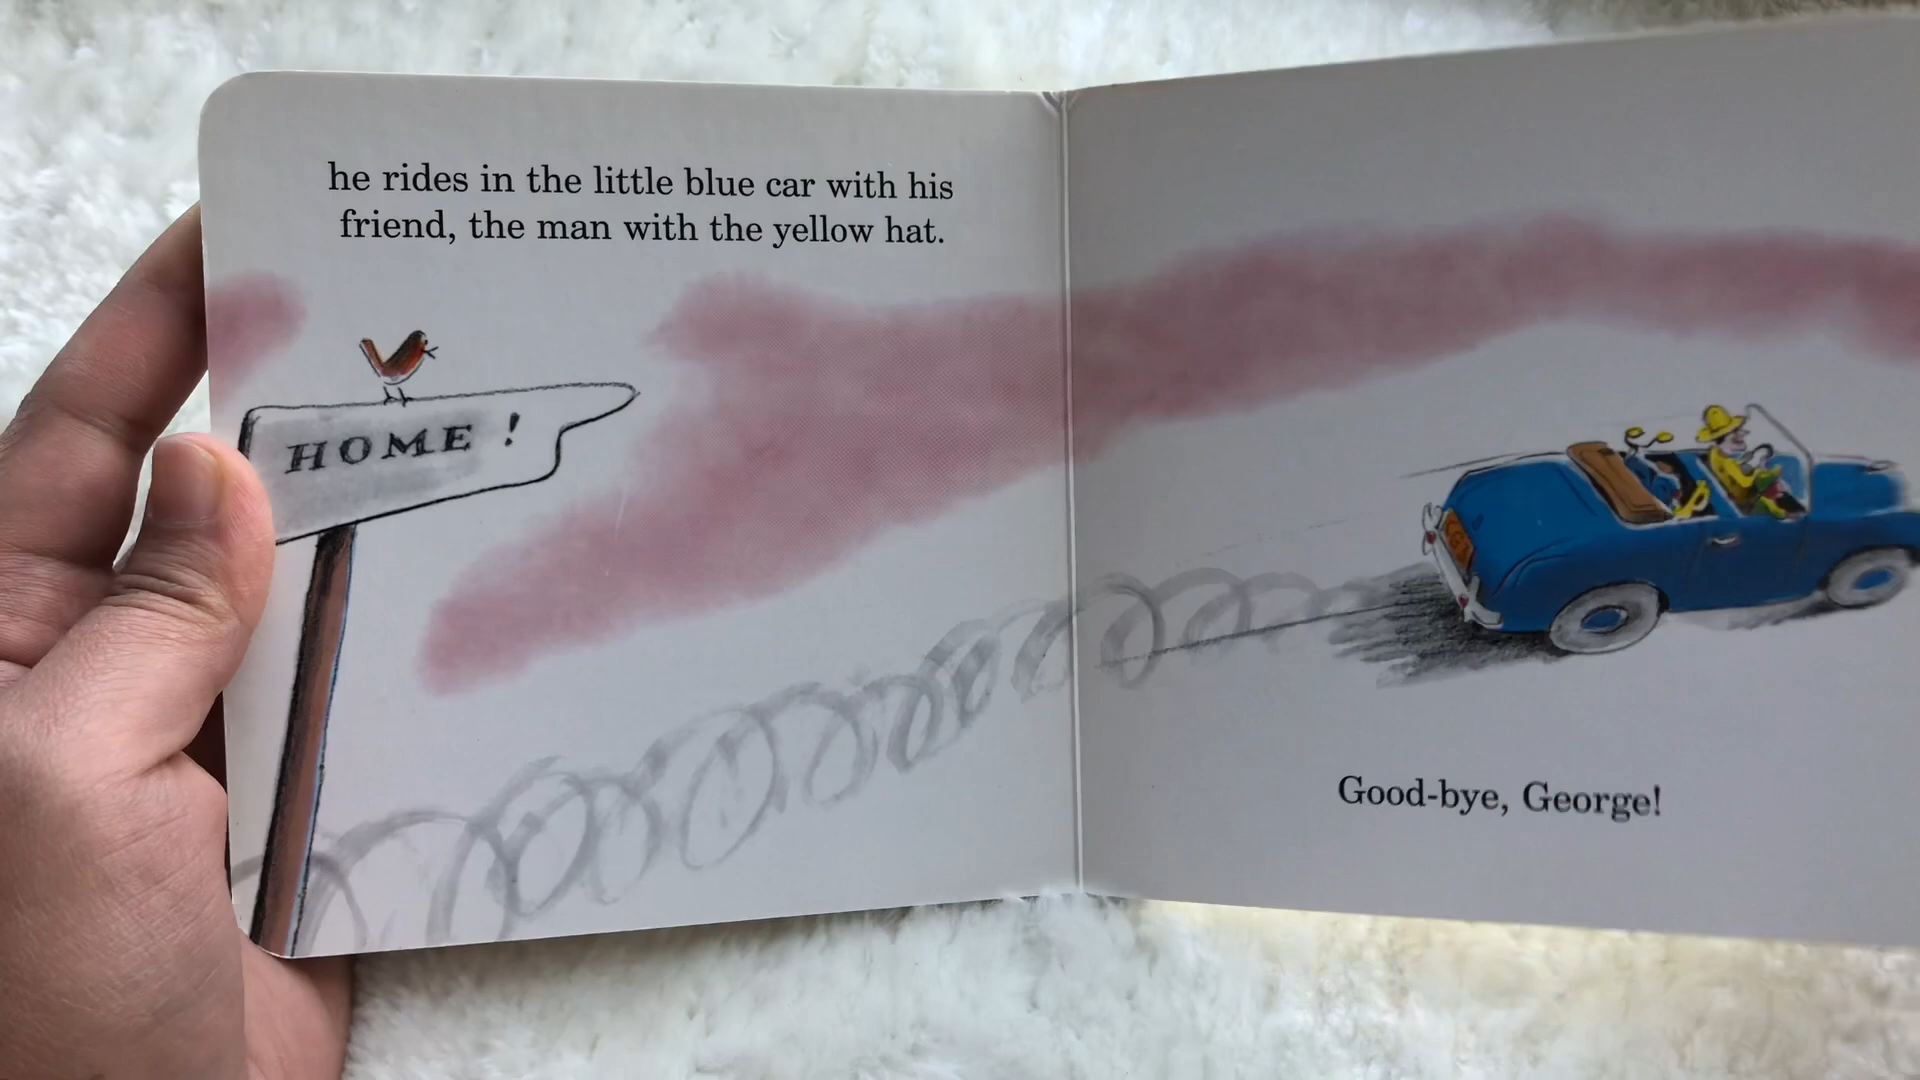 he rides in the little blue car with his
friend, the man with the yellow hat.
HOME!
Good-bye, George!